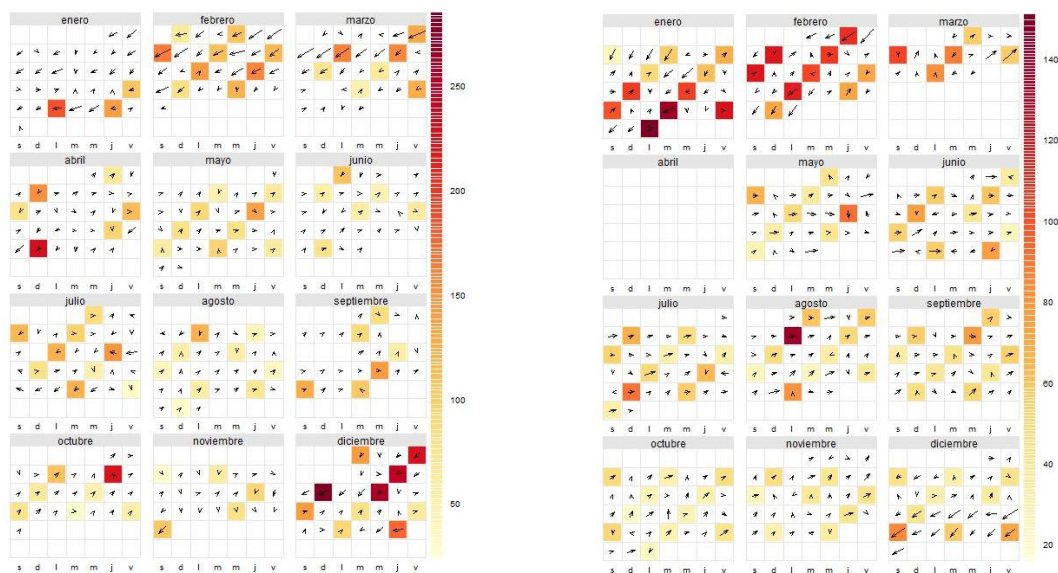 enero febrero marzo
s d l m m j v s d l m m j v s d l m m j v
abril mayo junio
s d l m m j v s d l m m j v s d l m m j v
julio agosto septiembre
s d l m m j v s d l m m j v s d l m m j v
octubre noviembre diciembre
s d l m m j v s d l m m j v s d l m m j v
250
200
150
100
50
enero febrero marzo
s d l m m j v s d l m m j v s d l m m j v
abril mayo junio
s d l m m j v s d l m m j v s d l m m j v
julio agosto septiembre
s d l m m j v s d l m m j v s d l m m j v
octubre noviembre diciembre
s d l m m j v s d l m m j v s d l m m j v
140
120
100
80
60
40
20